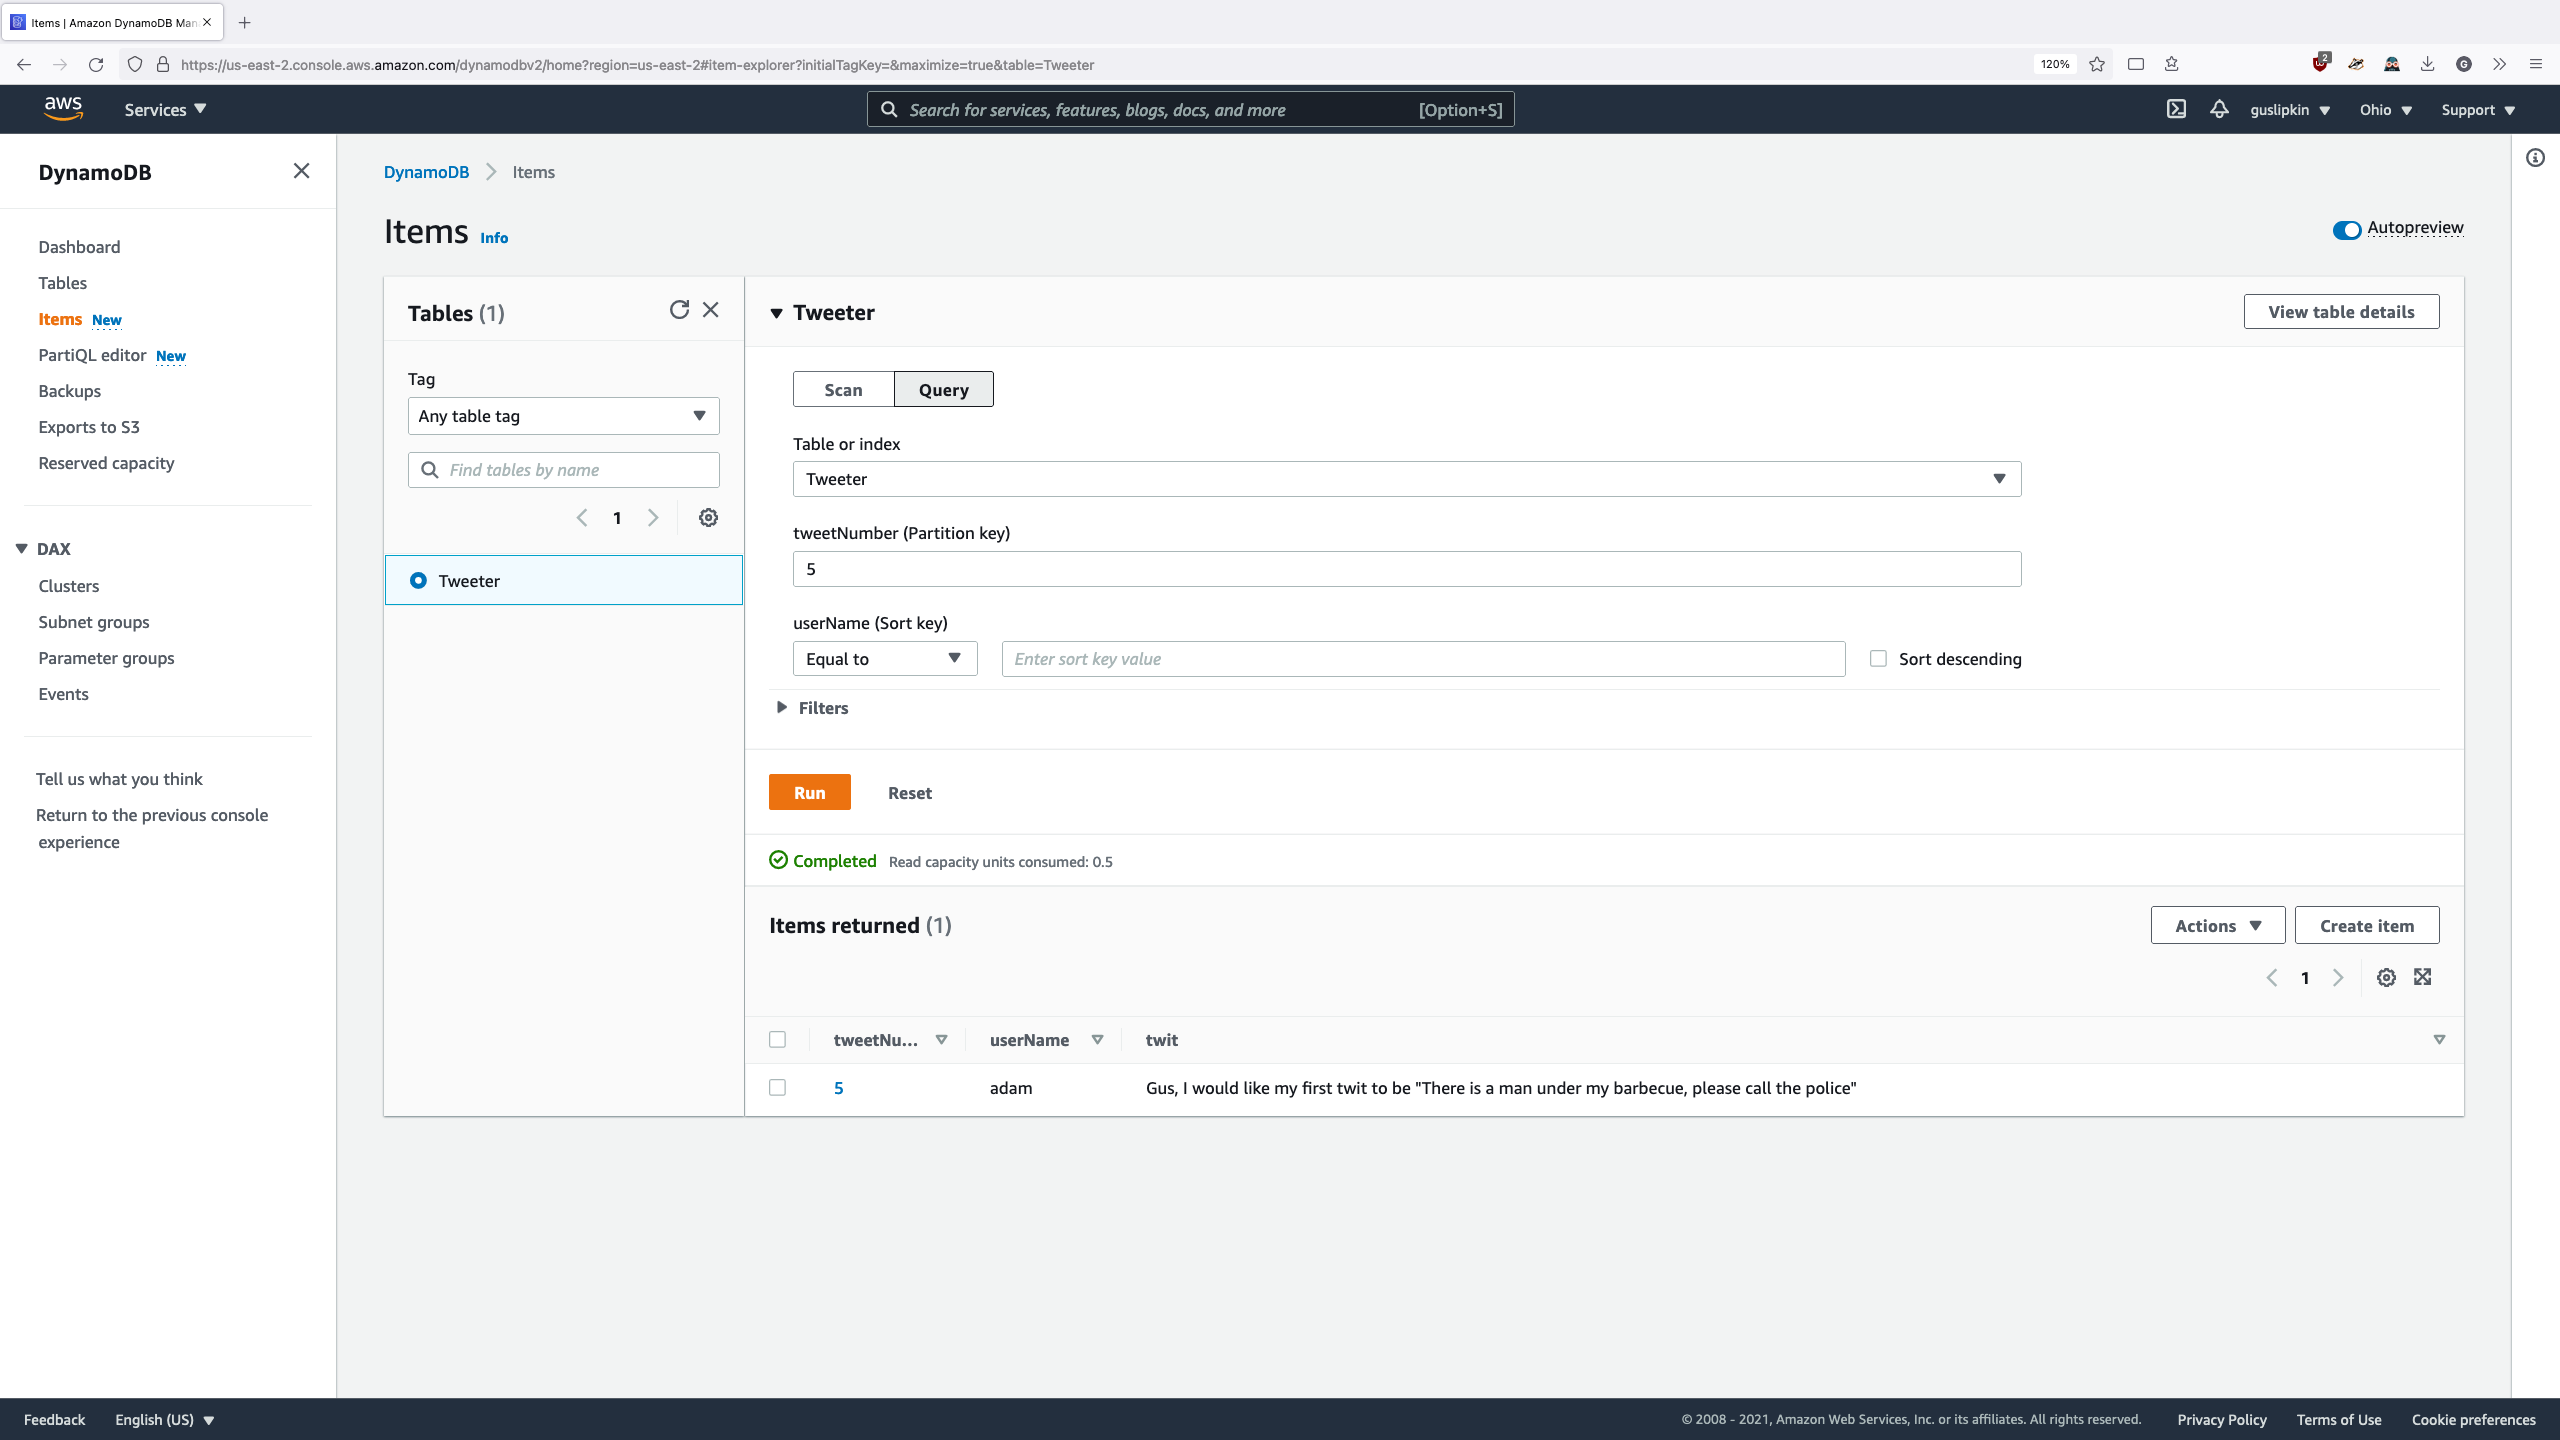 Items | Amazon DynamoDB Man
https://us-east-2.console.aws.amazon.com/dynamodbv2/home?region=us-east-2#item-explorer?initialTagKey=&maximize=true&table=Tweeter
120%
2
G
aws
Services
Search for services, features, blogs, docs, and more
[Option+S]
guslipkin
Ohio
Support
DynamoDB
Dashboard
Tables
Items New
PartiQL editor New
Backups
Exports to S3
Reserved capacity
DAX
Clusters
Subnet groups
Parameter groups
Events
Tell us what you think
Return to the previous console
experience
DynamoDB
Items
Items Info
Autopreview
Tables (1)
Tag
Any table tag
Find tables by name
1
Tweeter
Tweeter
View table details
Scan
Query
Table or index
Tweeter
tweetNumber (Partition key)
5
userName (Sort key)
Equal to
Enter sort key value
Sort descending
Filters
Run
Reset
Completed
Read capacity units consumed: 0.5
Items returned (1)
Actions
Create item
1
tweetNu...
userName
twit
5
adam
Gus, I would like my first twit to be "There is a man under my barbecue, please call the police"
Feedback
English (US)
© 2008 - 2021, Amazon Web Services, Inc. or its affiliates. All rights reserved.
Privacy Policy
Terms of Use
Cookie preferences